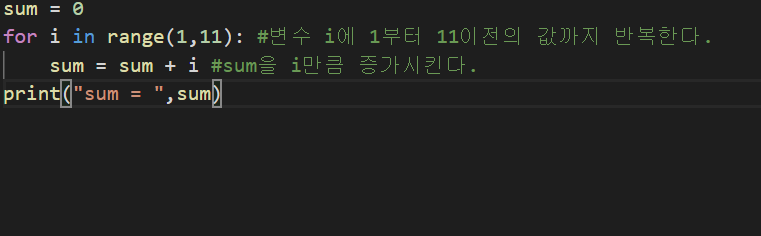 sum = 0
for i in range(1,11): #변수 i에 1부터 11이전의 값까지 반복한다.
    sum = sum + i #sum을 i만큼 증가시킨다.
print("sum = ",sum)